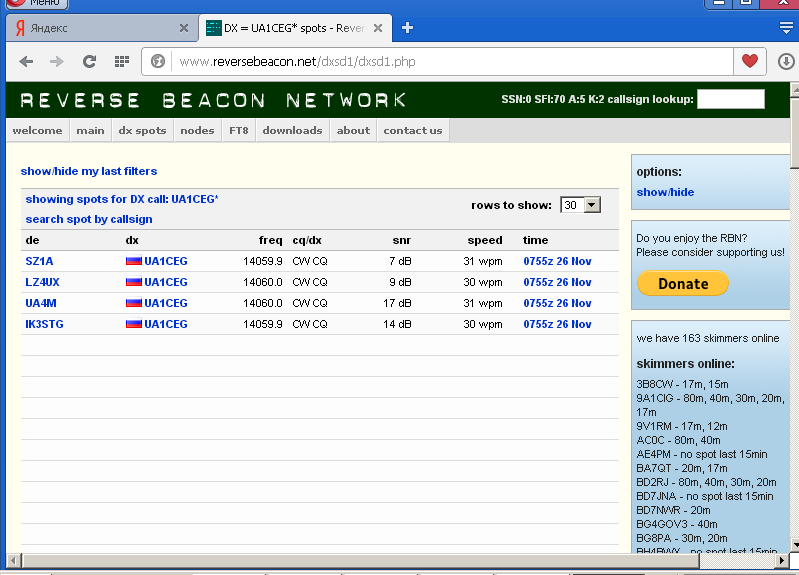 Меню
Яндекс
DX = UA1CEG* spots - Rever
www.reversebeacon.net/dxsd1/dxsd1.php
REVERSE BEACON NETWORK
SSN:0 SFI:70 A:5 K:2 callsign lookup:
welcome main dx spots nodes FT8 downloads about contact us
show/hide my last filters
showing spots for DX call: UA1CEG*
search spot by callsign
rows to show: 30
de dx freq cq/dx snr speed time
SZ1A UA1CEG 14059.9 CW CQ 7 dB 31 wpm 0755z 26 Nov
LZ4UX UA1CEG 14060.0 CW CQ 9 dB 30 wpm 0755z 26 Nov
UA4M UA1CEG 14060.0 CW CQ 17 dB 31 wpm 0755z 26 Nov
IK3STG UA1CEG 14059.9 CW CQ 14 dB 30 wpm 0755z 26 Nov
options:
show/hide
Do you enjoy the RBN?
Please consider supporting us!
Donate
we have 163 skimmers online
skimmers online:
3B8CW - 17m, 15m
9A1CIG - 80m, 40m, 30m, 20m,
17m
9V1RM - 17m, 12m
AC0C - 80m, 40m
AE4PM - no spot last 15min
BA7QT - 20m, 17m
BD2RJ - 80m, 40m, 30m, 20m
BD7JNA - no spot last 15min
BD7NWR - 20m
BG4GOV3 - 40m
BG8PA - 30m, 20m
BH4RWX - no spot last 15min